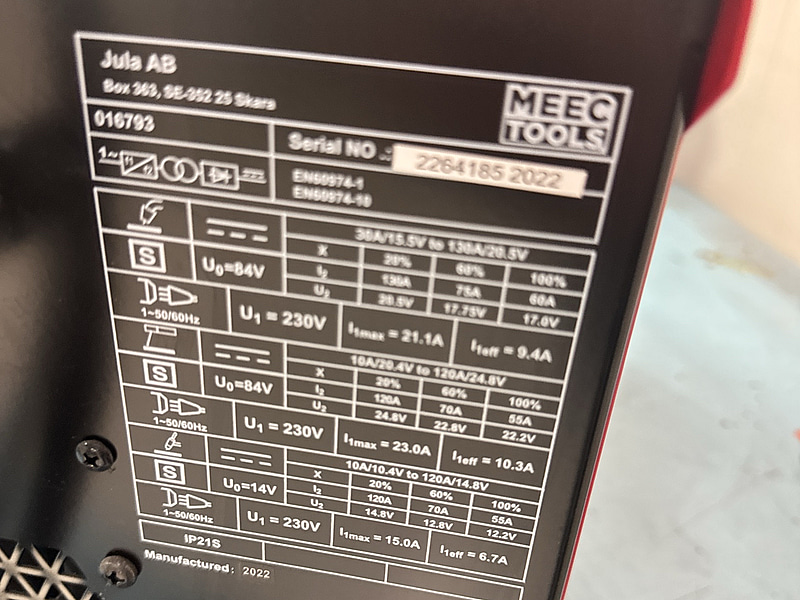 Jula AB
Box 363, SE-352 25 Skara
MEEC
TOOLS
016793
Serial NO .: 2264185 2022
1~ f1 f2
EN60974-1
EN60974-10
30A/15.5V to 130A/20.5V
X 20% 60% 100%
S U0=84V
I2 130A 75A 60A
U2 20.5V 17.75V 17.0V
1~50/60Hz U1 = 230V I1max = 21.1A I1eff = 9.4A
10A/20.4V to 120A/24.8V
X 20% 60% 100%
S U0=84V
I2 120A 70A 55A
U2 24.8V 22.8V 22.2V
1~50/60Hz U1 = 230V I1max = 23.0A I1eff = 10.3A
10A/10.4V to 120A/14.8V
X 20% 60% 100%
S U0=14V
I2 120A 70A 55A
U2 14.8V 12.8V 12.2V
1~50/60Hz U1 = 230V I1max = 15.0A I1eff = 6.7A
IP21S
Manufactured: 2022